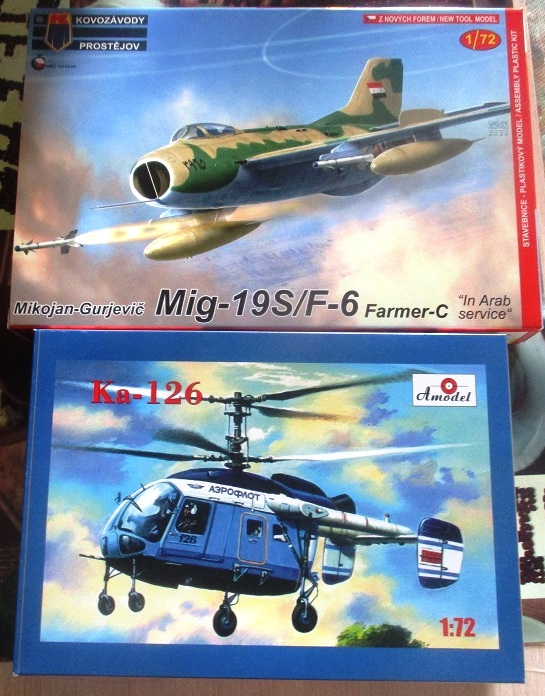 KOVOZÁVODY
PROSTĚJOV
Z NOVÝCH FOREM / NEW TOOL MODEL
1/72
STAVEBNICE - PLASTIKOVÝ MODEL / ASSEMBLY PLASTIC KIT
٣٩٦٥
Mikojan-Gurjevič Mig-19S/F-6 Farmer-C "In Arab
service"
Ka-126
Amodel
АЭРОФЛОТ
126
1:72